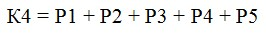 К4 = Р1 + Р2 + Р3 + Р4 + Р5